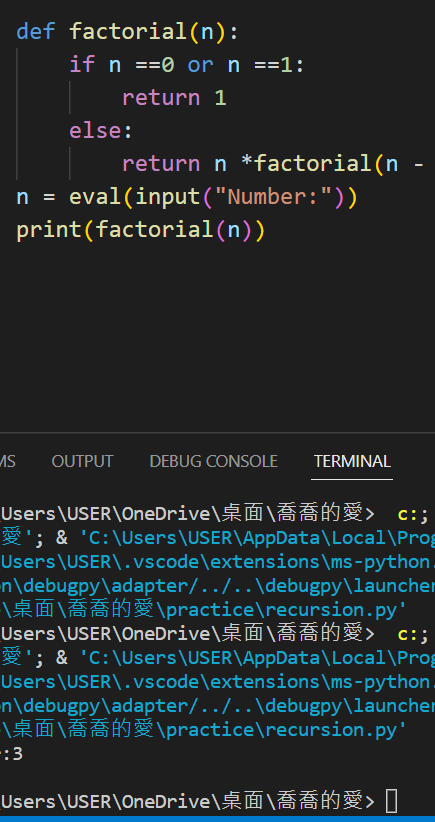 def factorial(n):
if n ==0 or n ==1:
return 1
else:
return n *factorial(n -
n = eval(input("Number:"))
print(factorial(n))
MS OUTPUT DEBUG CONSOLE TERMINAL
\Users\USER\OneDrive\桌面\喬喬的愛> c:;
愛'; & 'C:\Users\USER\AppData\Local\Prog
Users\USER\.vscode\extensions\ms-python.
on\debugpy\adapter/../..\debugpy\launcher
\桌面\喬喬的愛\practice\recursion.py'
\Users\USER\OneDrive\桌面\喬喬的愛> c:;
愛'; & 'C:\Users\USER\AppData\Local\Prog
Users\USER\.vscode\extensions\ms-python.
on\debugpy\adapter/../..\debugpy\launcher
\桌面\喬喬的愛\practice\recursion.py'
:3
\Users\USER\OneDrive\桌面\喬喬的愛>